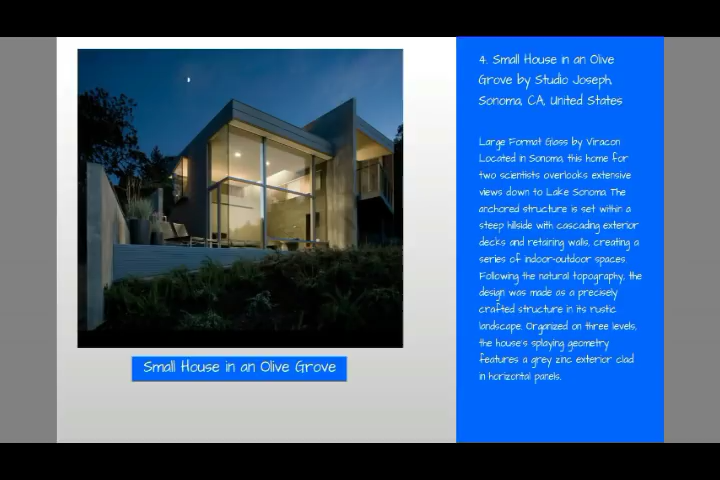 4. Small House in an Olive
Grove by Studio Joseph,
Sonoma, CA, United States
Large Format Glass by Viracon
Located in Sonoma, this home for
two scientists overlooks extensive
views down to Lake Sonoma. The
anchored structure is set within a
steep hillside with cascading exterior
decks and retaining walls, creating a
series of indoor-outdoor spaces.
Following the natural topography, the
design was made as a precisely
crafted structure in its rustic
landscape. Organized on three levels,
the house's splaying geometry
features a grey zinc exterior clad
in horizontal panels.
Small House in an Olive Grove